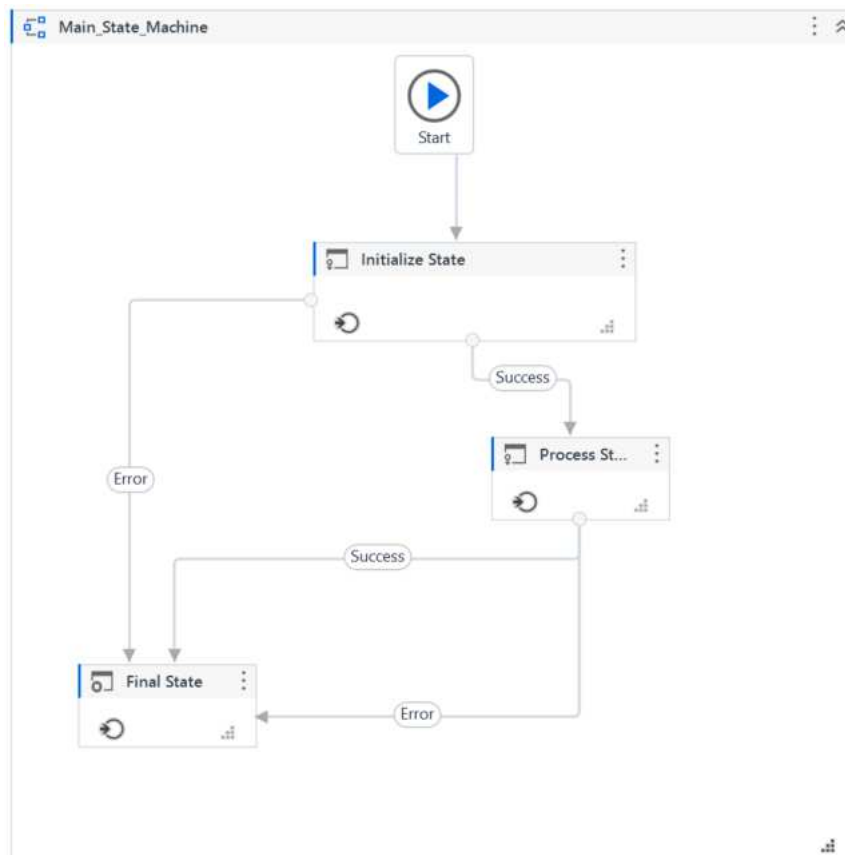 Main_State_Machine
Start
Initialize State
Success
Process St...
Error
Success
Final State
Error